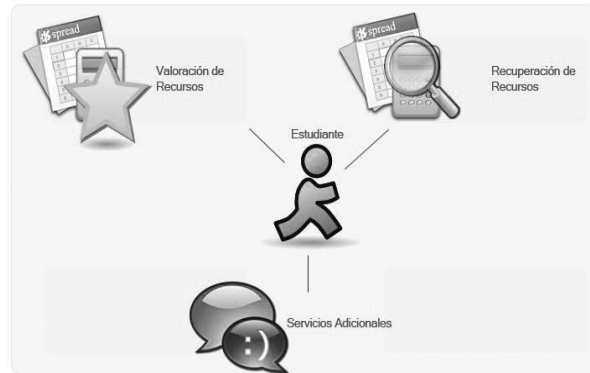 spread
spread
Valoración de
Recursos
Recuperación de
Recursos
Estudiante
Servicios Adicionales
:)